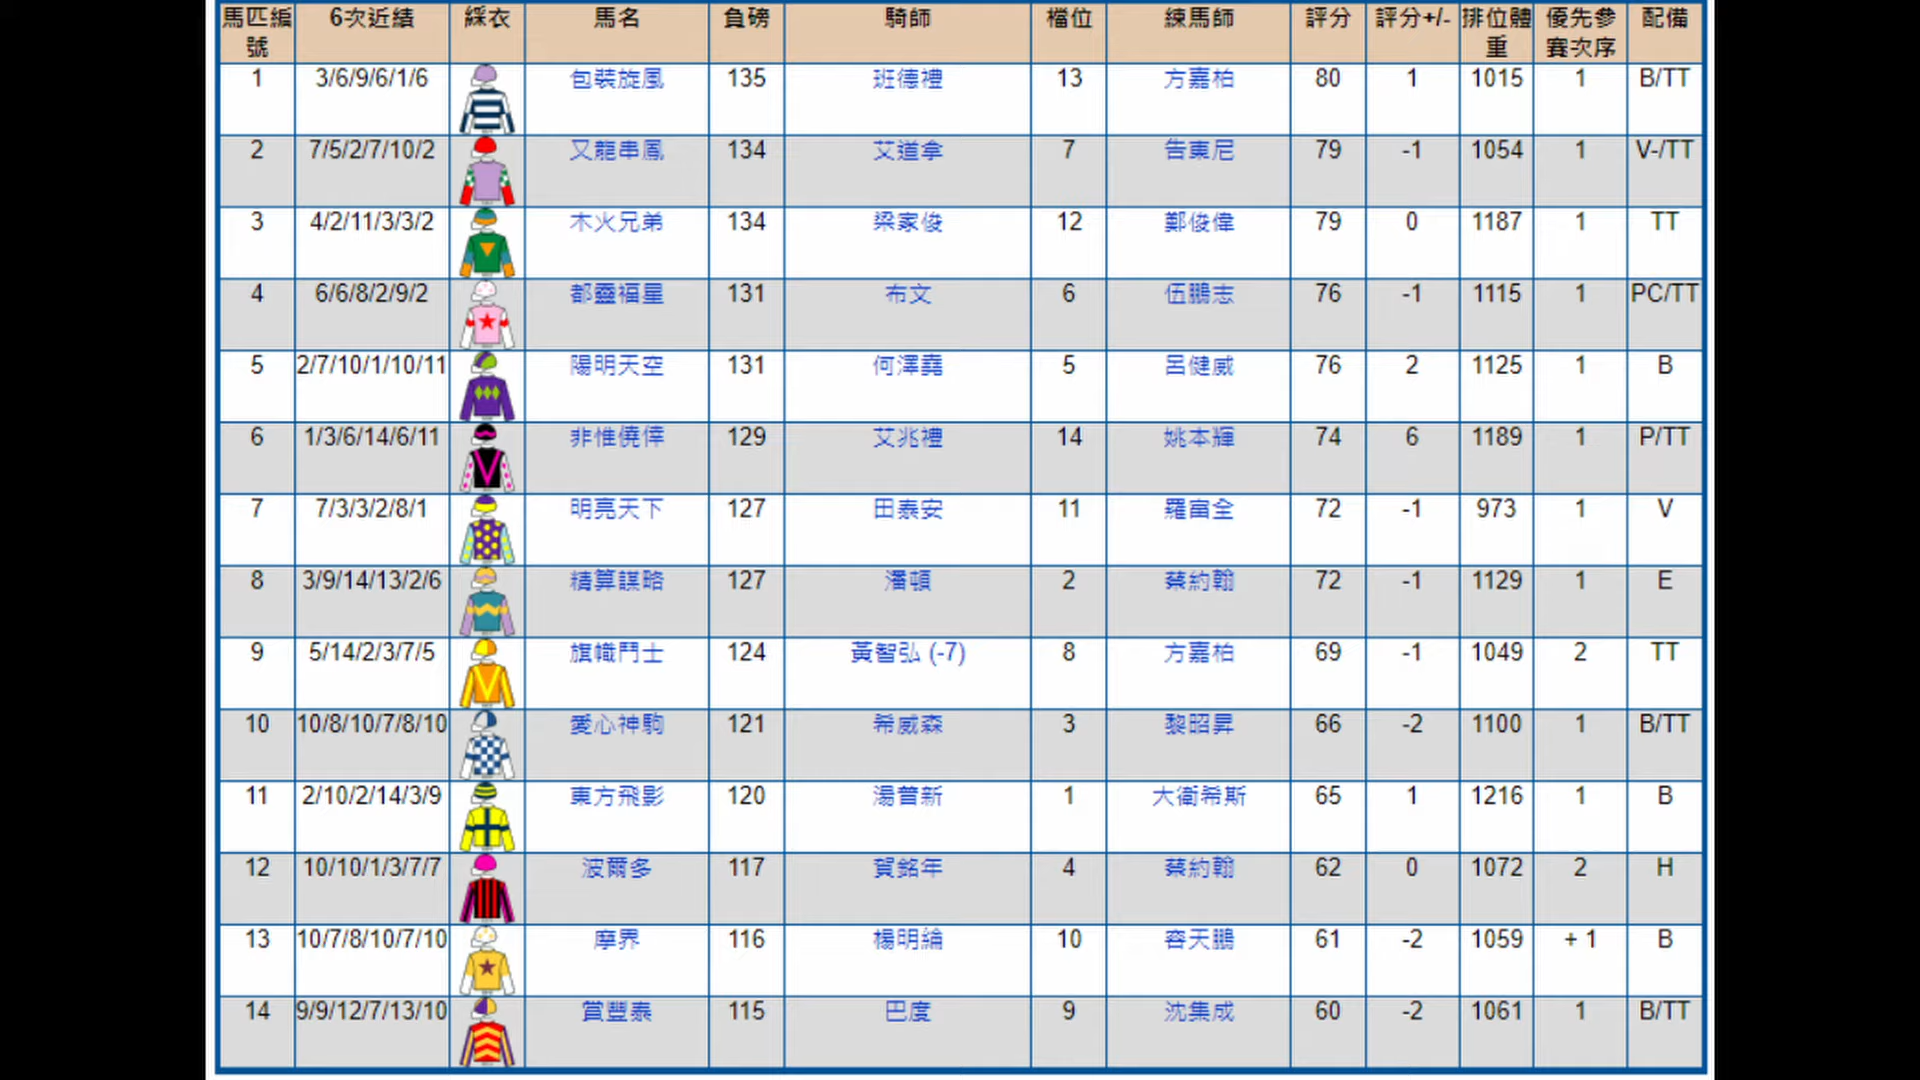 馬匹編號 6次近績 綵衣 馬名 負磅 騎師 檔位 練馬師 評分 評分+/- 排位體重 優先參賽次序 配備
1 3/6/9/6/1/6 包裝旋風 135 班德禮 13 方嘉柏 80 1 1015 1 B/TT
2 7/5/2/7/10/2 又龍串鳳 134 艾道拿 7 告東尼 79 -1 1054 1 V-/TT
3 4/2/11/3/3/2 木火兄弟 134 梁家俊 12 鄭俊偉 79 0 1187 1 TT
4 6/6/8/2/9/2 都靈福星 131 布文 6 伍鵬志 76 -1 1115 1 PC/TT
5 2/7/10/1/10/11 陽明天空 131 何澤堯 5 呂健威 76 2 1125 1 B
6 1/3/6/14/6/11 非惟僥倖 129 艾兆禮 14 姚本輝 74 6 1189 1 P/TT
7 7/3/3/2/8/1 明亮天下 127 田泰安 11 羅富全 72 -1 973 1 V
8 3/9/14/13/2/6 精算謀略 127 潘頓 2 蔡約翰 72 -1 1129 1 E
9 5/14/2/3/7/5 旗幟鬥士 124 黃智弘 (-7) 8 方嘉柏 69 -1 1049 2 TT
10 10/8/10/7/8/10 愛心神駒 121 希威森 3 黎昭昇 66 -2 1100 1 B/TT
11 2/10/2/14/3/9 東方飛影 120 湯普新 1 大衛希斯 65 1 1216 1 B
12 10/10/1/3/7/7 波爾多 117 賀銘年 4 蔡約翰 62 0 1072 2 H
13 10/7/8/10/7/10 摩界 116 楊明綸 10 容天鵬 61 -2 1059 + 1 B
14 9/9/12/7/13/10 賞豐泰 115 巴度 9 沈集成 60 -2 1061 1 B/TT